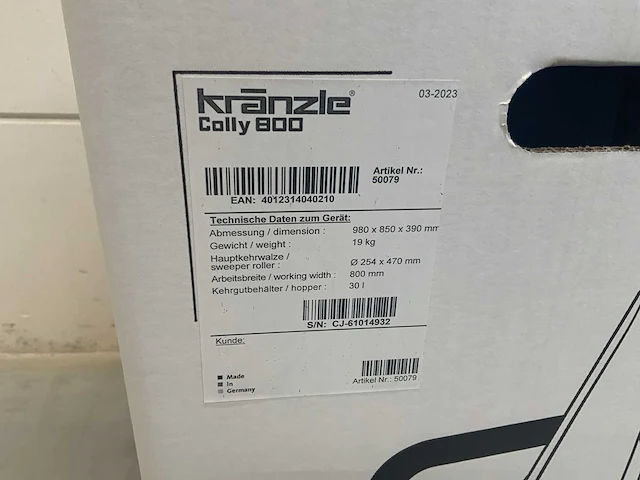 kränzle®
03-2023
Colly 800
Artikel Nr.:
50079
EAN: 4012314040210
Technische Daten zum Gerät:
Abmessung / dimension : 980 x 850 x 390 mm
Gewicht / weight : 19 kg
Hauptkehrwalze /
sweeper roller : Ø 254 x 470 mm
Arbeitsbreite / working width : 800 mm
Kehrgutbehälter / hopper : 30 l
S/N: CJ-61014932
Kunde:
Made
In
Germany
Artikel Nr.: 50079